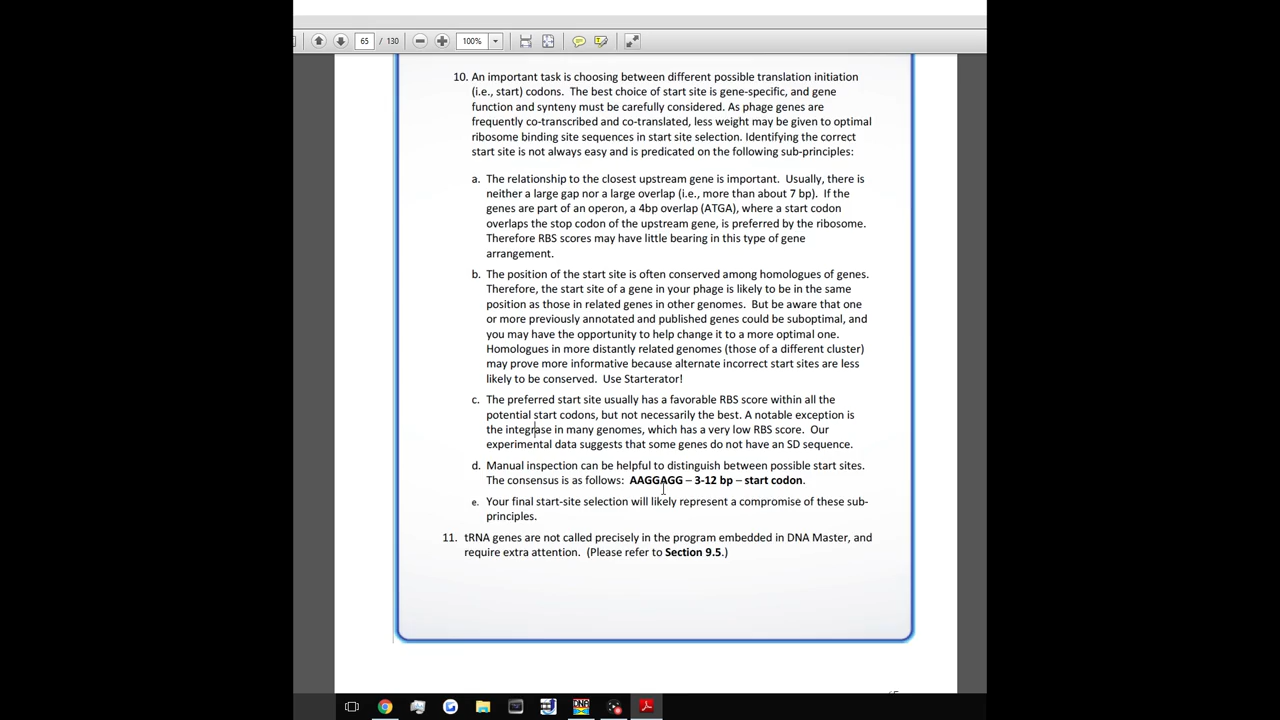 65 / 130 100%
10. An important task is choosing between different possible translation initiation
(i.e., start) codons. The best choice of start site is gene-specific, and gene
function and synteny must be carefully considered. As phage genes are
frequently co-transcribed and co-translated, less weight may be given to optimal
ribosome binding site sequences in start site selection. Identifying the correct
start site is not always easy and is predicated on the following sub-principles:
a. The relationship to the closest upstream gene is important. Usually, there is
neither a large gap nor a large overlap (i.e., more than about 7 bp). If the
genes are part of an operon, a 4bp overlap (ATGA), where a start codon
overlaps the stop codon of the upstream gene, is preferred by the ribosome.
Therefore RBS scores may have little bearing in this type of gene
arrangement.
b. The position of the start site is often conserved among homologues of genes.
Therefore, the start site of a gene in your phage is likely to be in the same
position as those in related genes in other genomes. But be aware that one
or more previously annotated and published genes could be suboptimal, and
you may have the opportunity to help change it to a more optimal one.
Homologues in more distantly related genomes (those of a different cluster)
may prove more informative because alternate incorrect start sites are less
likely to be conserved. Use Starterator!
c. The preferred start site usually has a favorable RBS score within all the
potential start codons, but not necessarily the best. A notable exception is
the integrase in many genomes, which has a very low RBS score. Our
experimental data suggests that some genes do not have an SD sequence.
d. Manual inspection can be helpful to distinguish between possible start sites.
The consensus is as follows: AAGGAGG – 3-12 bp – start codon.
e. Your final start-site selection will likely represent a compromise of these sub-
principles.
11. tRNA genes are not called precisely in the program embedded in DNA Master, and
require extra attention. (Please refer to Section 9.5.)
DNA